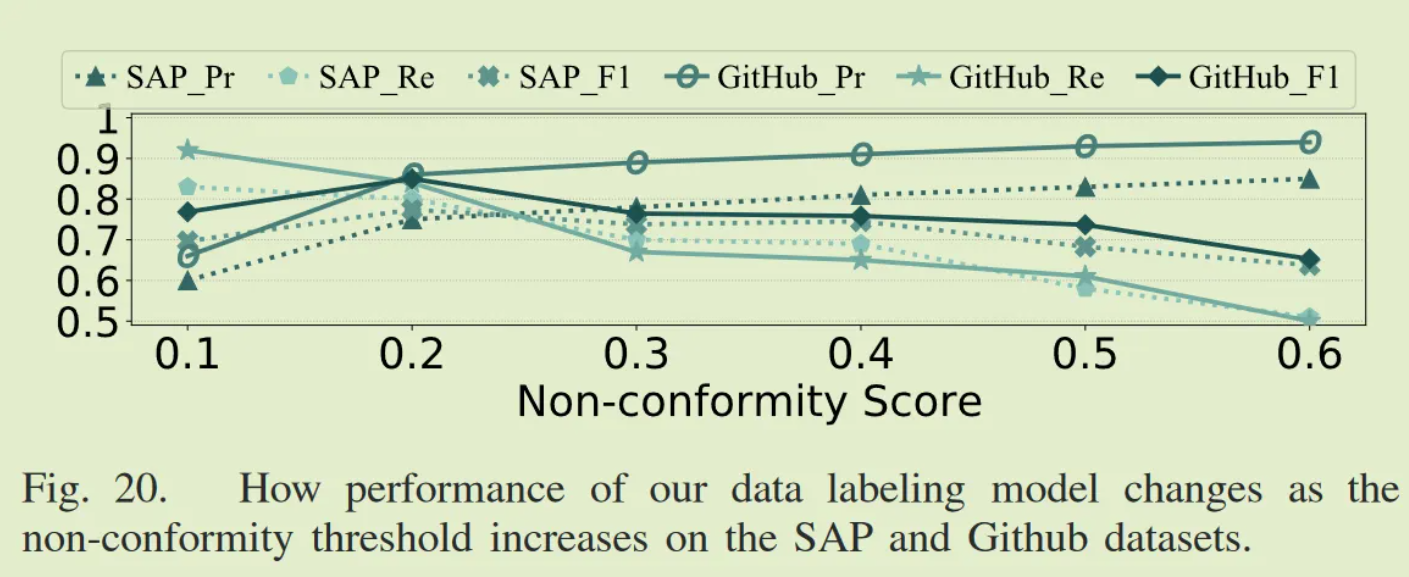 SAP_Pr SAP_Re SAP_F1 GitHub_Pr GitHub_Re GitHub_F1
1
0.9
0.8
0.7
0.6
0.5
0.1 0.2 0.3 0.4 0.5 0.6
Non-conformity Score
Fig. 20. How performance of our data labeling model changes as the
non-conformity threshold increases on the SAP and Github datasets.